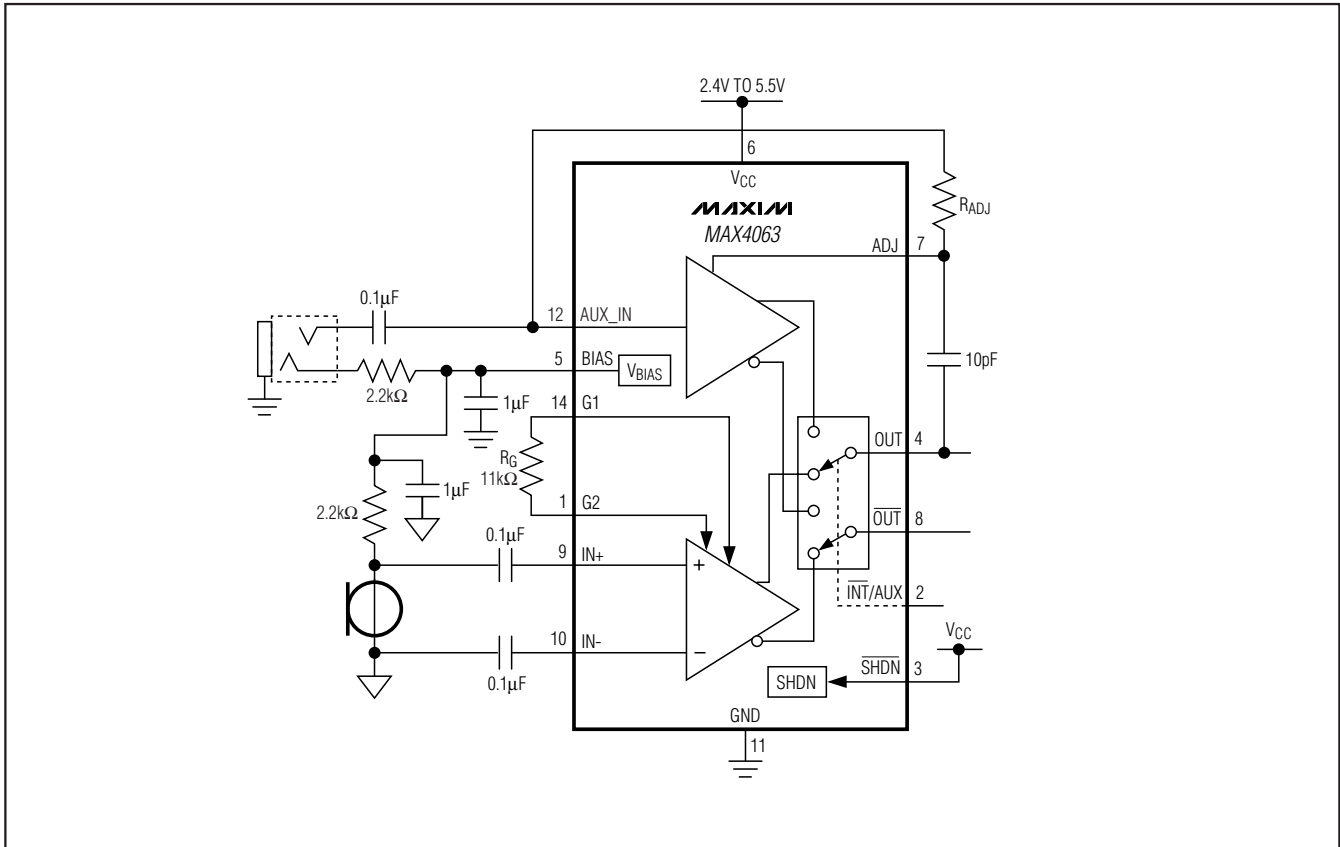 2.4V TO 5.5V
6
VCC
MAXIM
MAX4063
RADJ
ADJ 7
0.1µF
12 AUX_IN
10pF
5 BIAS
VBIAS
2.2kΩ
1µF
14 G1
OUT 4
RG
11kΩ
1µF
1 G2
2.2kΩ
OUT 8
0.1µF
9 IN+
+
INT/AUX 2
10 IN-
−
VCC
SHDN 3
SHDN
0.1µF
GND
11